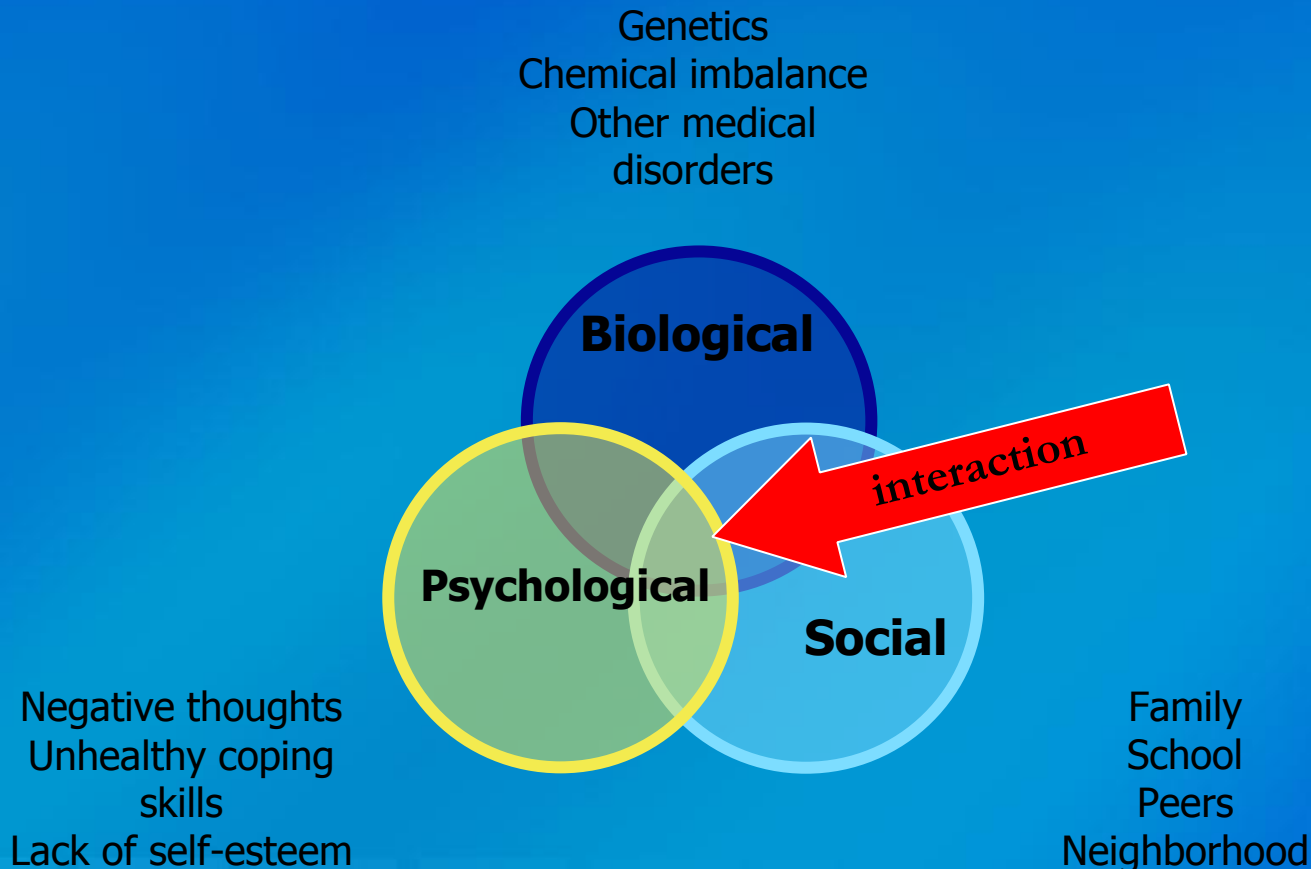 Genetics
Chemical imbalance
Other medical
disorders
Biological
interaction
Psychological
Social
Negative thoughts
Unhealthy coping
skills
Lack of self-esteem
Family
School
Peers
Neighborhood